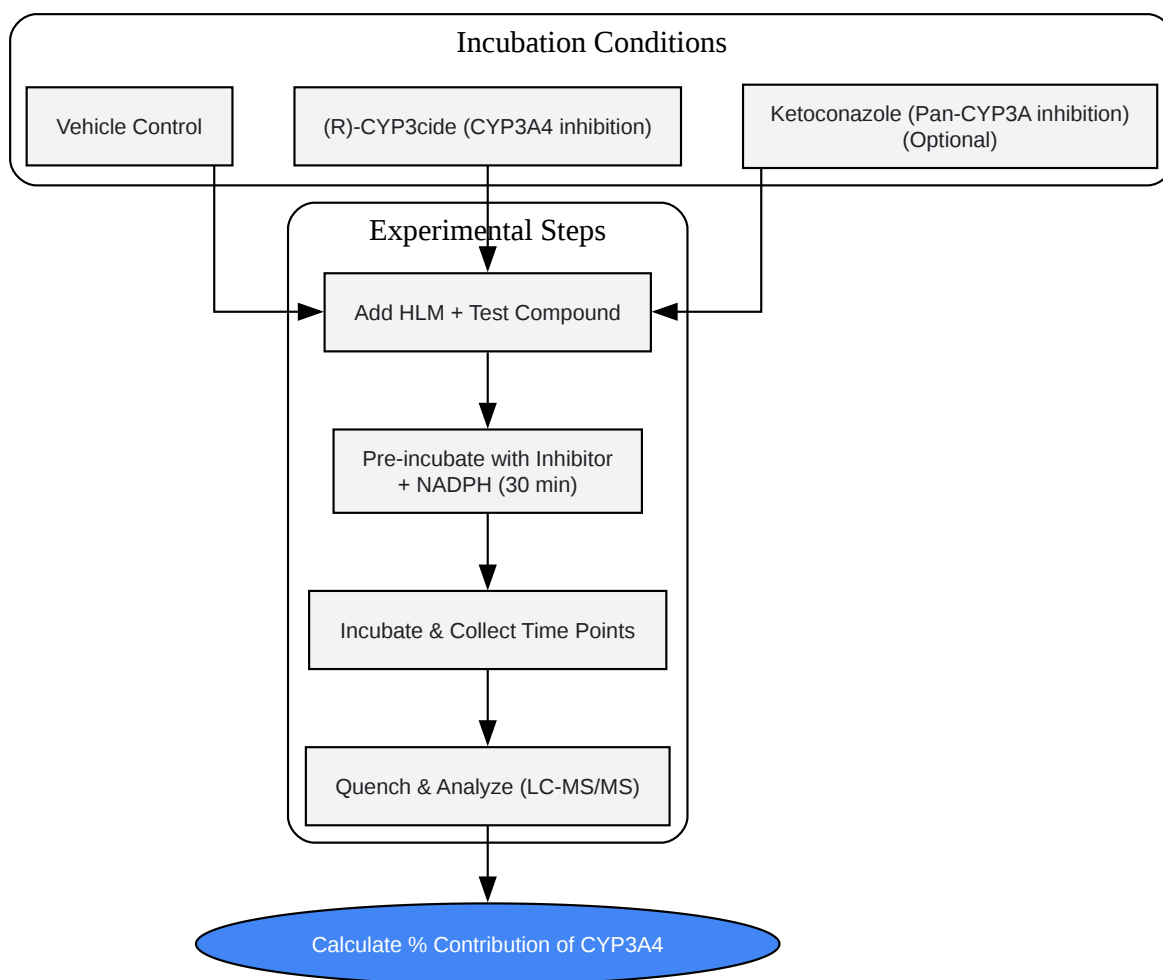 Incubation Conditions
Vehicle Control
(R)-CYP3cide (CYP3A4 inhibition)
Ketoconazole (Pan-CYP3A inhibition)
(Optional)
Experimental Steps
Add HLM + Test Compound
Pre-incubate with Inhibitor
+ NADPH (30 min)
Incubate & Collect Time Points
Quench & Analyze (LC-MS/MS)
Calculate % Contribution of CYP3A4